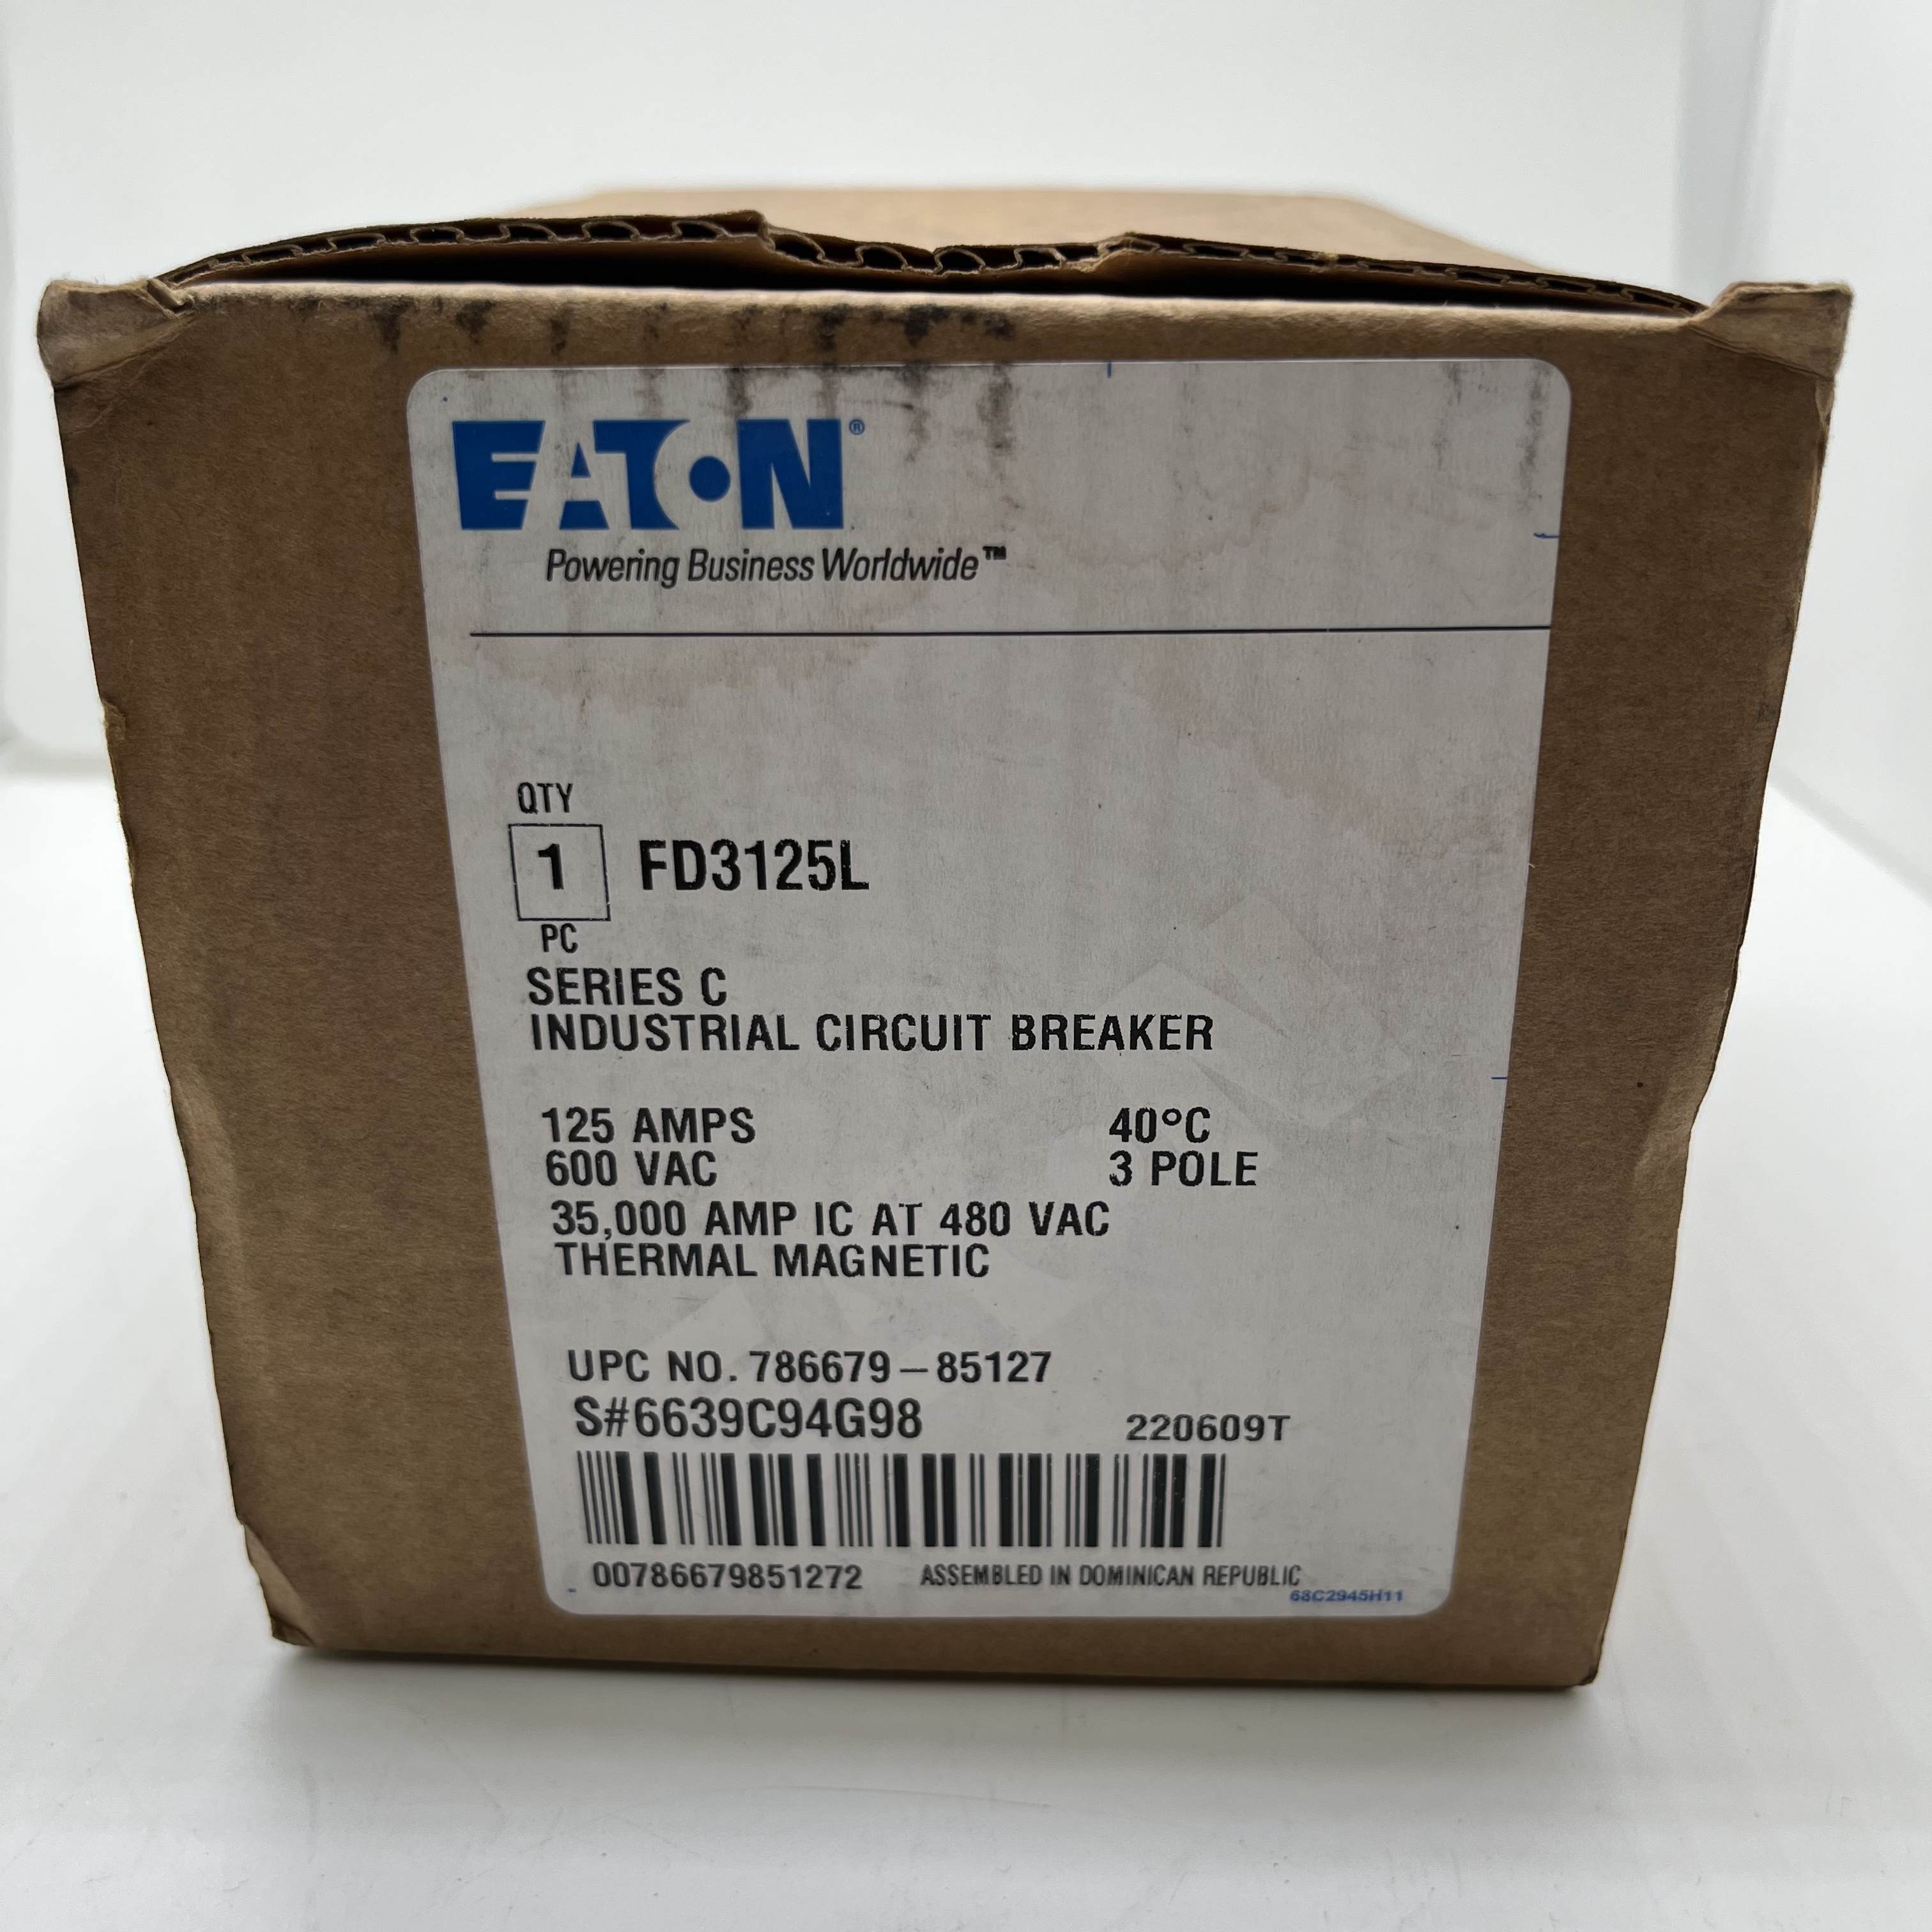 EATON®
Powering Business Worldwide™
QTY
1 FD3125L
PC
SERIES C
INDUSTRIAL CIRCUIT BREAKER
125 AMPS 40°C
600 VAC 3 POLE
35,000 AMP IC AT 480 VAC
THERMAL MAGNETIC
UPC NO. 786679–85127
S#6639C94G98 220609T
00786679851272 ASSEMBLED IN DOMINICAN REPUBLIC
68C2945H11